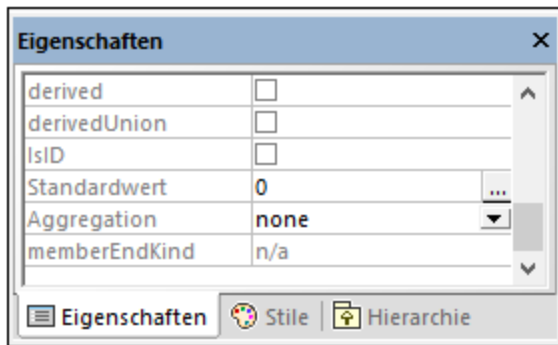 Eigenschaften
derived
derivedUnion
IsID
Standardwert 0 ...
Aggregation none
memberEndKind n/a
Eigenschaften Stile Hierarchie